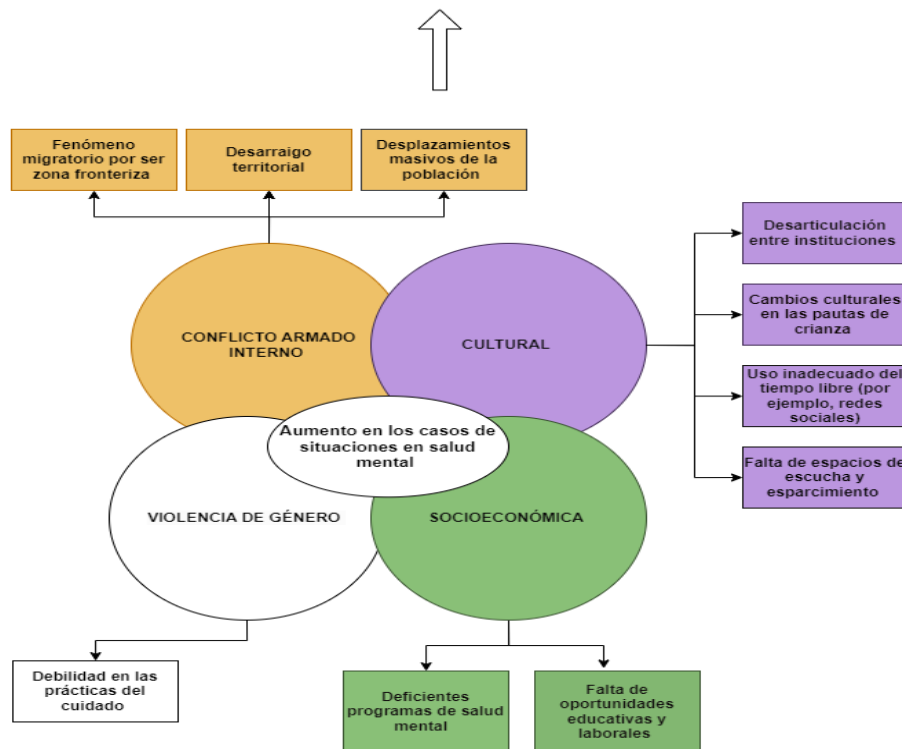 Fenómeno
migratorio por ser
zona fronteriza
Desarraigo
territorial
Desplazamientos
masivos de la
población
Desarticulación
entre instituciones
Cambios culturales
en las pautas de
crianza
Uso inadecuado del
tiempo libre (por
ejemplo, redes
sociales)
Falta de espacios de
escucha y
esparcimiento
CONFLICTO ARMADO
INTERNO
CULTURAL
Aumento en los casos de
situaciones en salud
mental
VIOLENCIA DE GÉNERO
SOCIOECONÓMICA
Debilidad en las
prácticas del
cuidado
Deficientes
programas de salud
mental
Falta de
oportunidades
educativas y
laborales